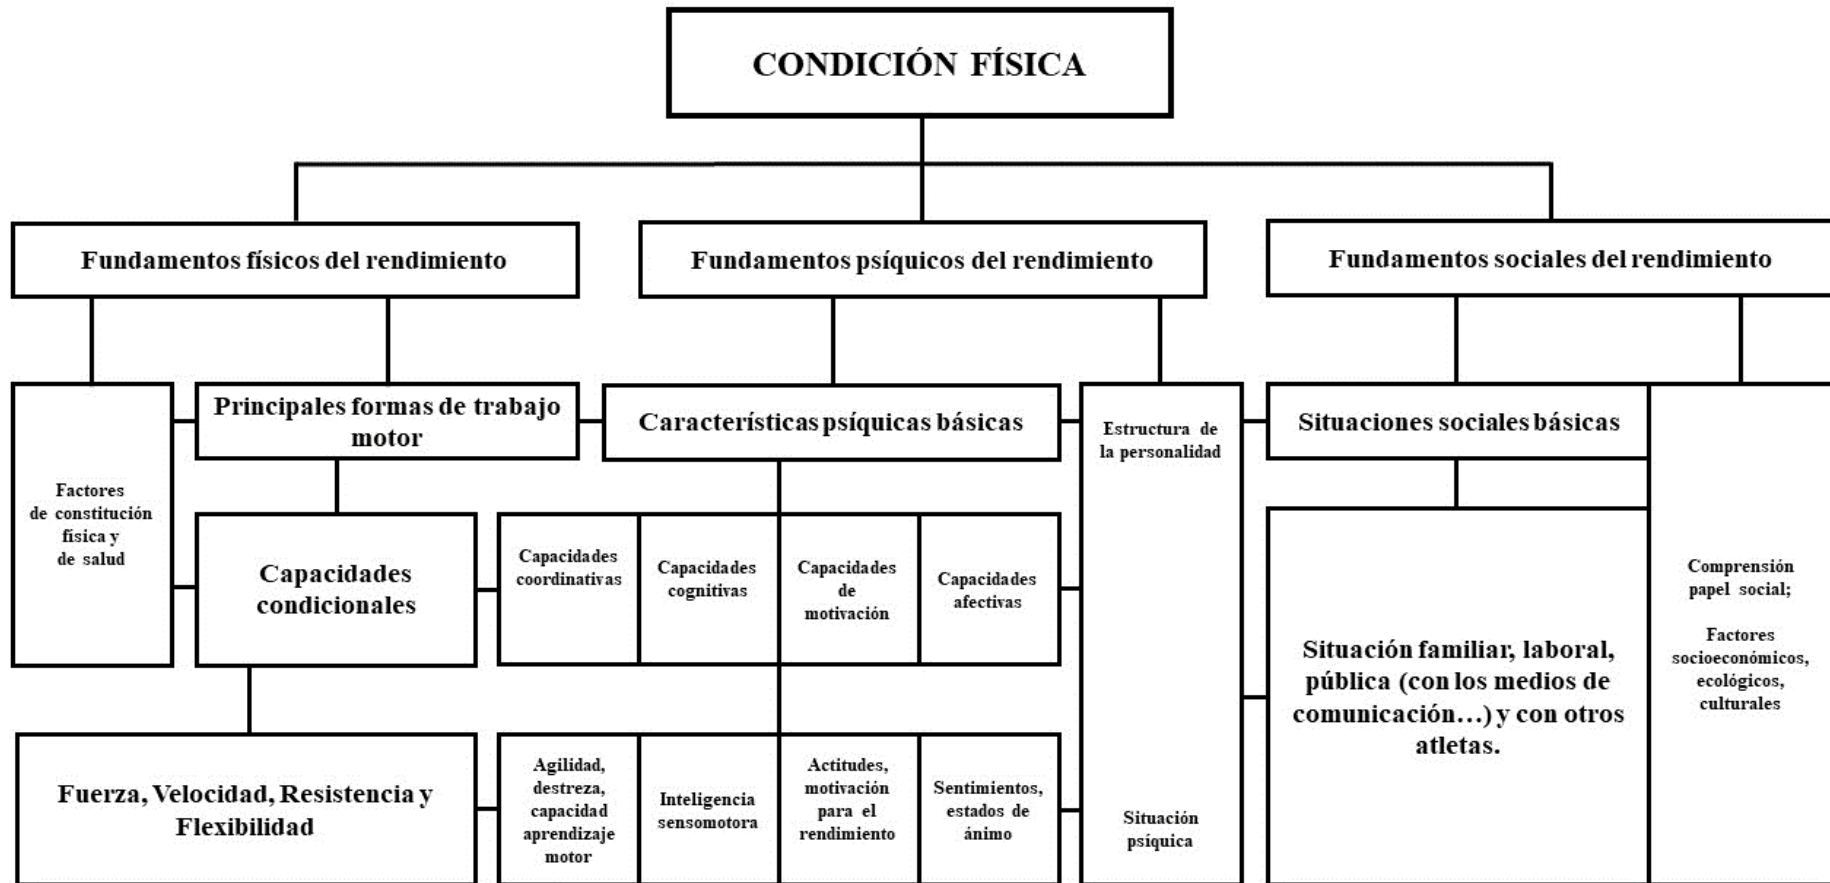 CONDICIÓN FÍSICA
Fundamentos físicos del rendimiento
Fundamentos psíquicos del rendimiento
Fundamentos sociales del rendimiento
Factores
de constitución
física y
de salud
Principales formas de trabajo
motor
Características psíquicas básicas
Estructura de
la personalidad
Situación
psíquica
Situaciones sociales básicas
Comprensión
papel social;
Factores
socioeconómicos,
ecológicos,
culturales
Capacidades
condicionales
Capacidades
coordinativas
Capacidades
cognitivas
Capacidades
de
motivación
Capacidades
afectivas
Situación familiar, laboral,
pública (con los medios de
comunicación…) y con otros
atletas.
Fuerza, Velocidad, Resistencia y
Flexibilidad
Agilidad,
destreza,
capacidad
aprendizaje
motor
Inteligencia
sensomotora
Actitudes,
motivación
para el
rendimiento
Sentimientos,
estados de
ánimo